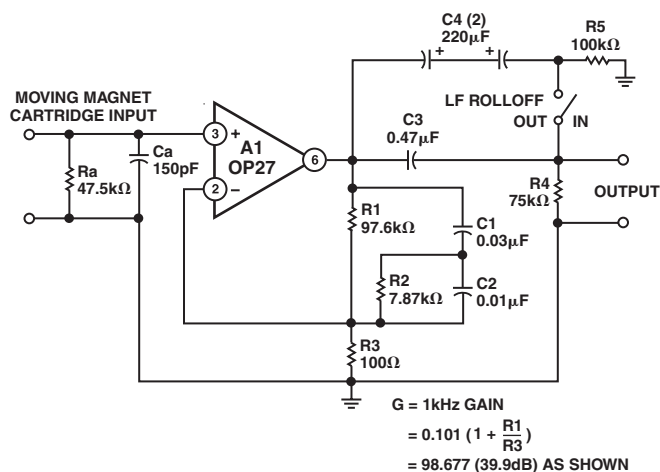 C4 (2)
220µF
+ +
R5
100kΩ
LF ROLLOFF
OUT IN
MOVING MAGNET
CARTRIDGE INPUT
Ra
47.5kΩ
Ca
150pF
3 +
A1
OP27
6
2 –
C3
0.47µF
R4
75kΩ
OUTPUT
R1
97.6kΩ
C1
0.03µF
R2
7.87kΩ
C2
0.01µF
R3
100Ω
G = 1kHz GAIN
= 0.101 ( 1 + R1
R3 )
= 98.677 (39.9dB) AS SHOWN